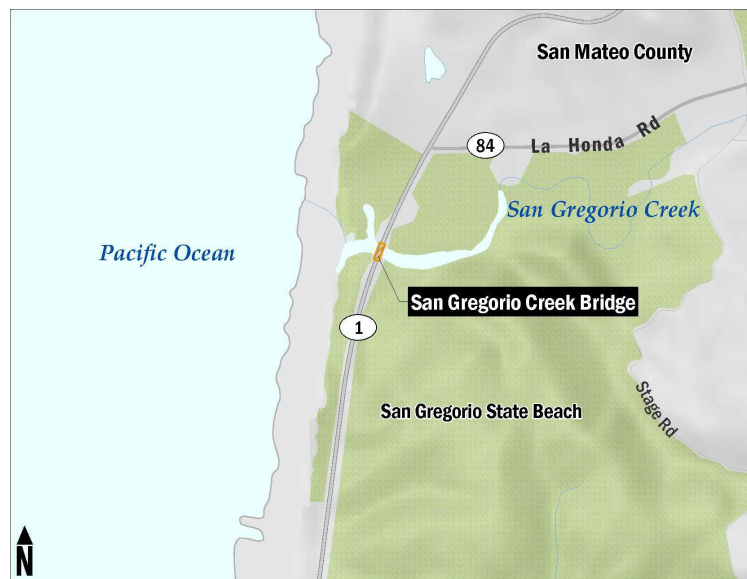 San Mateo County
84
La Honda Rd
San Gregorio Creek
Pacific Ocean
San Gregorio Creek Bridge
1
San Gregorio State Beach
Stage Rd
N